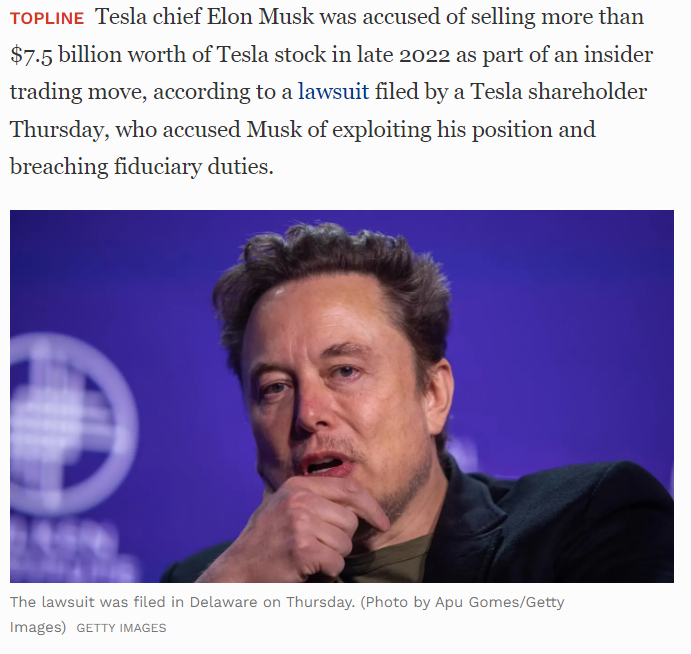 TOPLINE Tesla chief Elon Musk was accused of selling more than
$7.5 billion worth of Tesla stock in late 2022 as part of an insider
trading move, according to a lawsuit filed by a Tesla shareholder
Thursday, who accused Musk of exploiting his position and
breaching fiduciary duties.
The lawsuit was filed in Delaware on Thursday. (Photo by Apu Gomes/Getty
Images) GETTY IMAGES